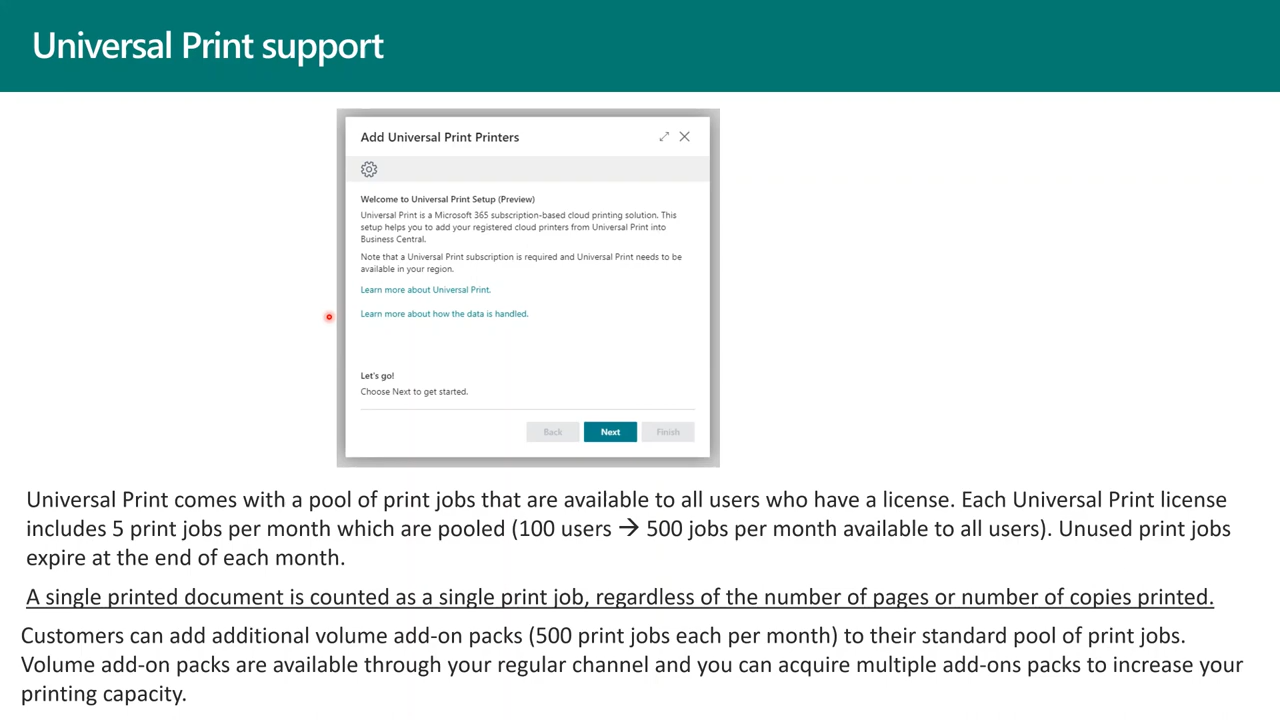 Universal Print support
Add Universal Print Printers
Welcome to Universal Print Setup (Preview)
Universal Print is a Microsoft 365 subscription-based cloud printing solution. This
setup helps you to add your registered cloud printers from Universal Print into
Business Central.
Note that a Universal Print subscription is required and Universal Print needs to be
available in your region.
Learn more about Universal Print.
Learn more about how the data is handled.
Let's go!
Choose Next to get started.
Back Next Finish
Universal Print comes with a pool of print jobs that are available to all users who have a license. Each Universal Print license
includes 5 print jobs per month which are pooled (100 users → 500 jobs per month available to all users). Unused print jobs
expire at the end of each month.
A single printed document is counted as a single print job, regardless of the number of pages or number of copies printed.
Customers can add additional volume add-on packs (500 print jobs each per month) to their standard pool of print jobs.
Volume add-on packs are available through your regular channel and you can acquire multiple add-ons packs to increase your
printing capacity.